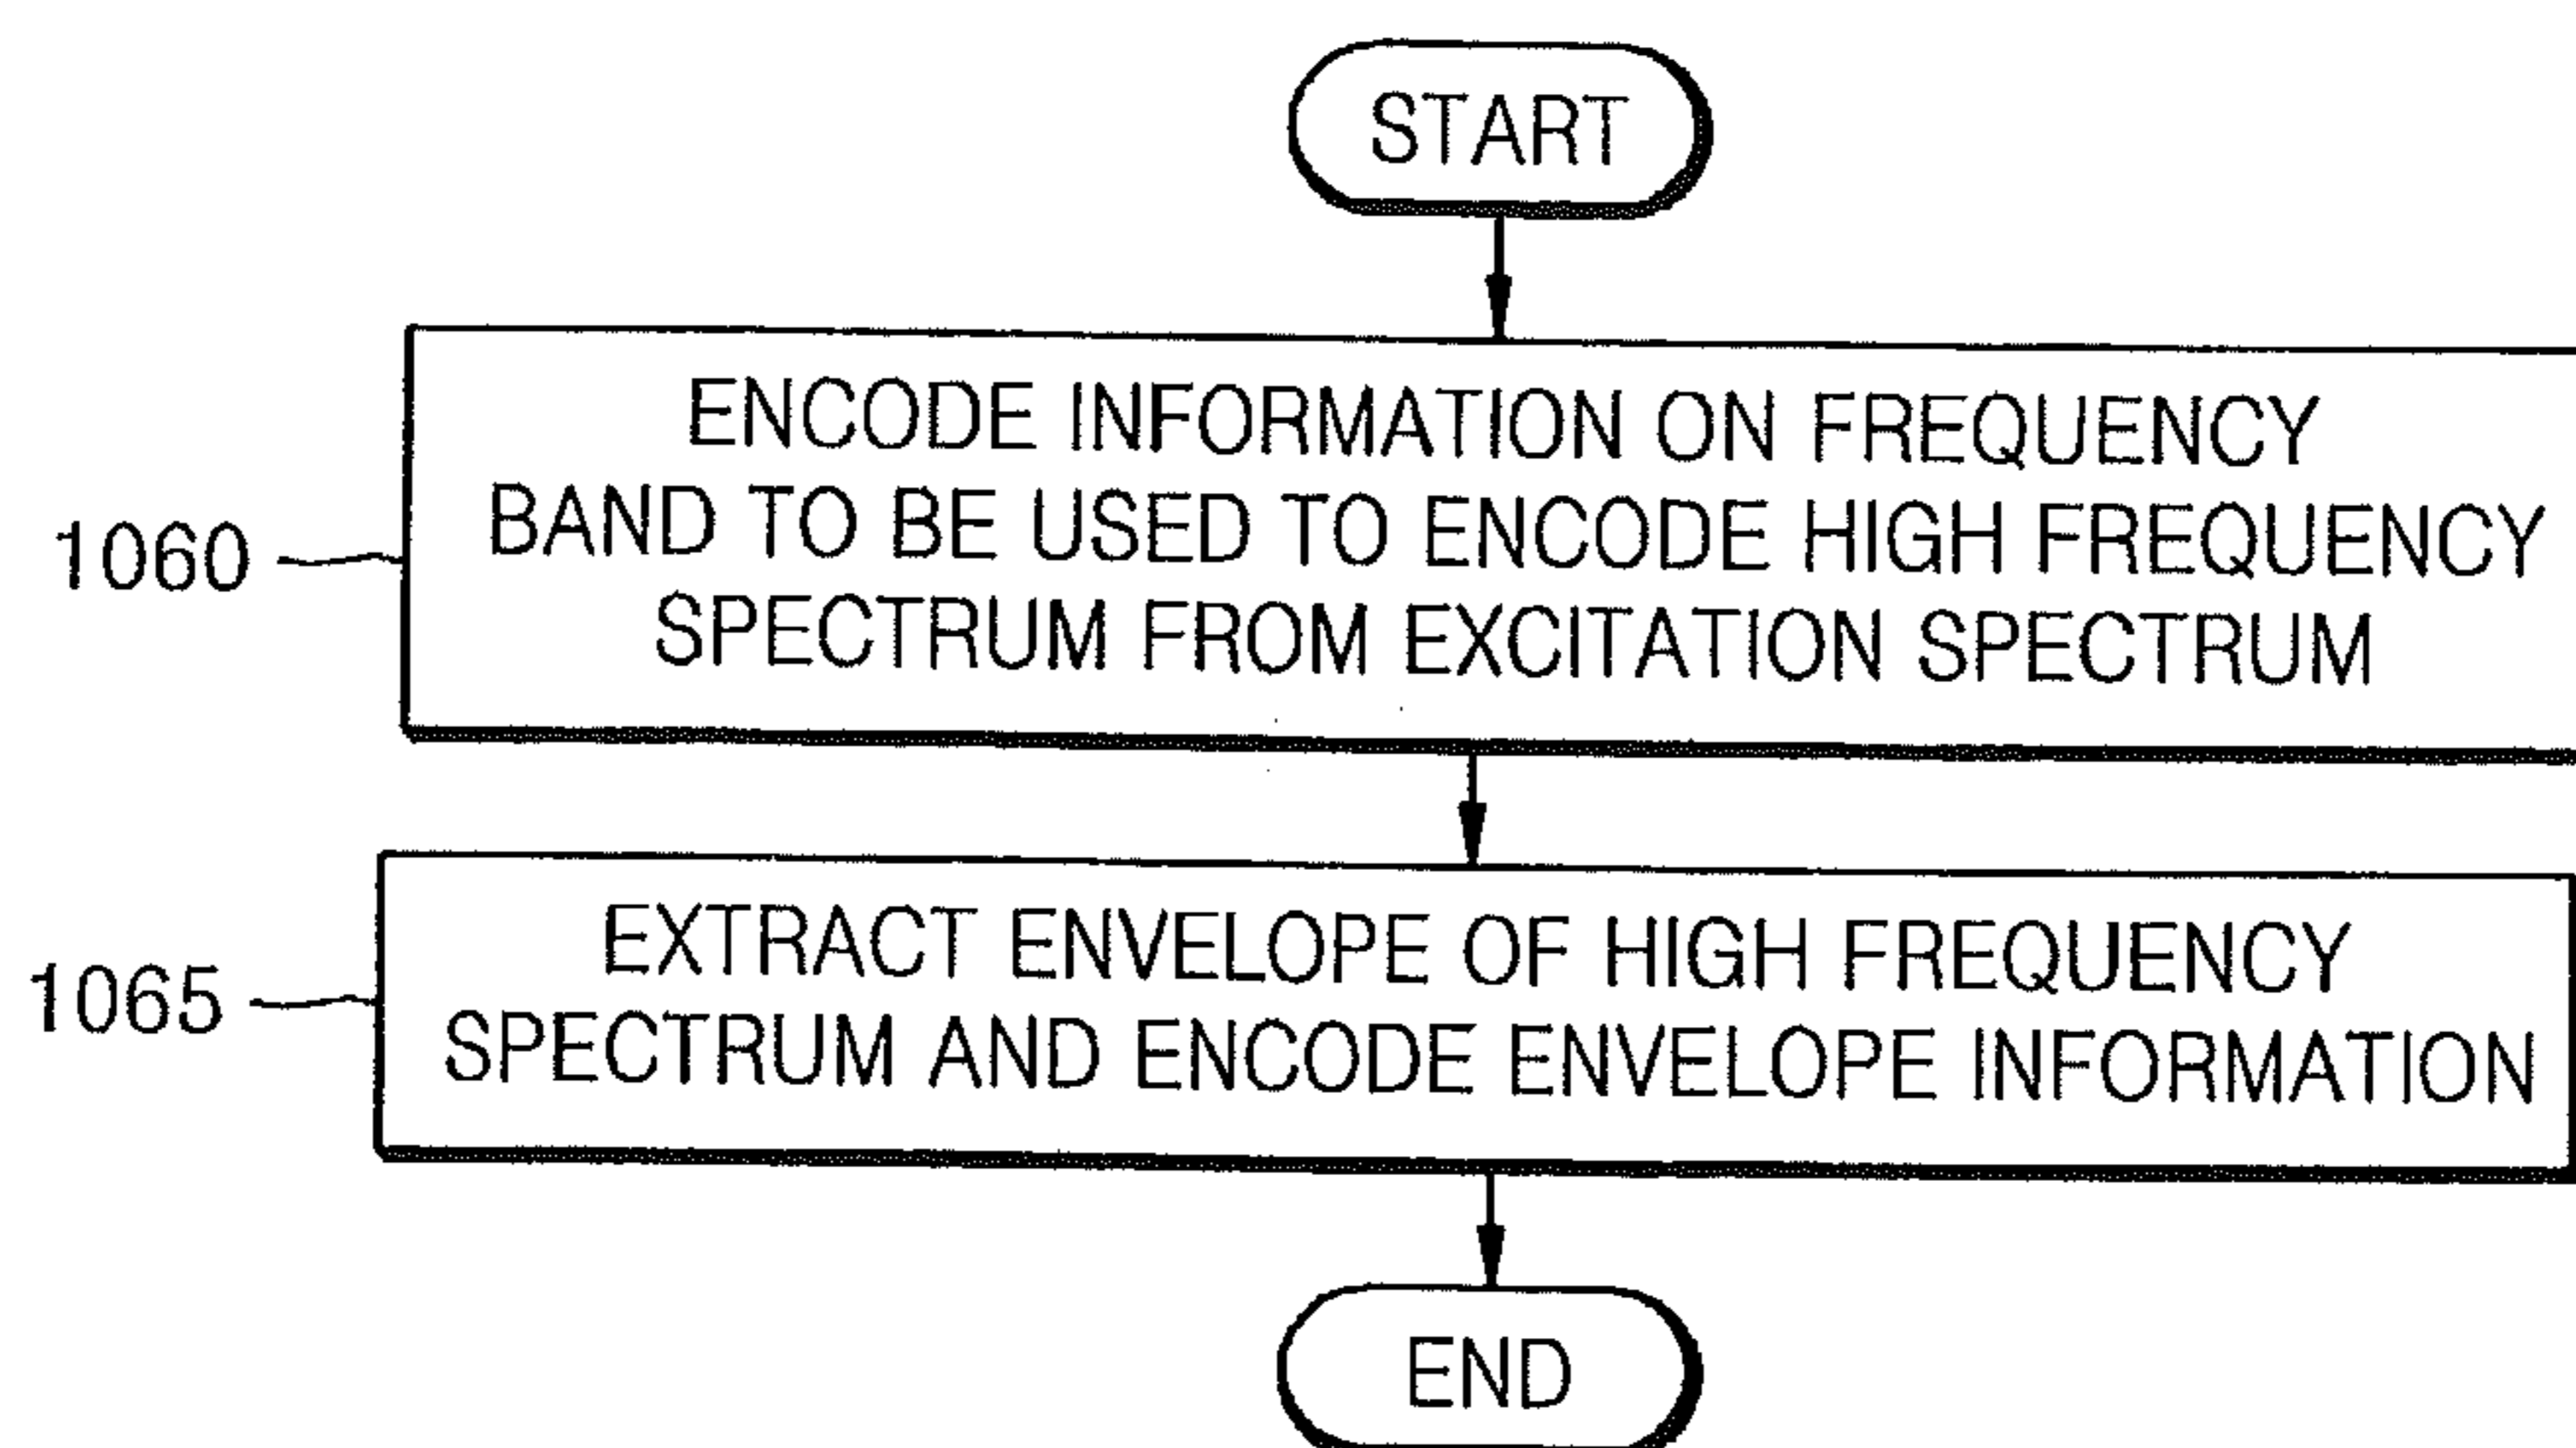 START
ENCODE INFORMATION ON FREQUENCY
BAND TO BE USED TO ENCODE HIGH FREQUENCY
SPECTRUM FROM EXCITATION SPECTRUM
1060
EXTRACT ENVELOPE OF HIGH FREQUENCY
SPECTRUM AND ENCODE ENVELOPE INFORMATION
1065
END